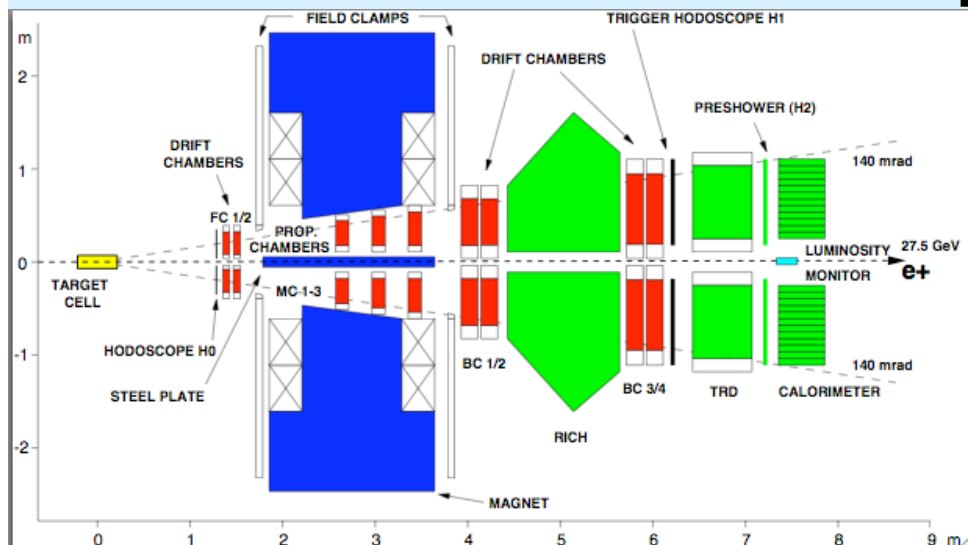 FIELD CLAMPS
TRIGGER HODOSCOPE H1
m
DRIFT CHAMBERS
2
PRESHOWER (H2)
DRIFT
CHAMBERS
1
140 mrad
FC 1/2
PROP.
CHAMBERS
LUMINOSITY
27.5 GeV
0
MONITOR
e+
TARGET
CELL
MC 1-3
HODOSCOPE H0
-1
BC 1/2
140 mrad
STEEL PLATE
BC 3/4
TRD
CALORIMETER
RICH
-2
MAGNET
0
1
2
3
4
5
6
7
8
9
m